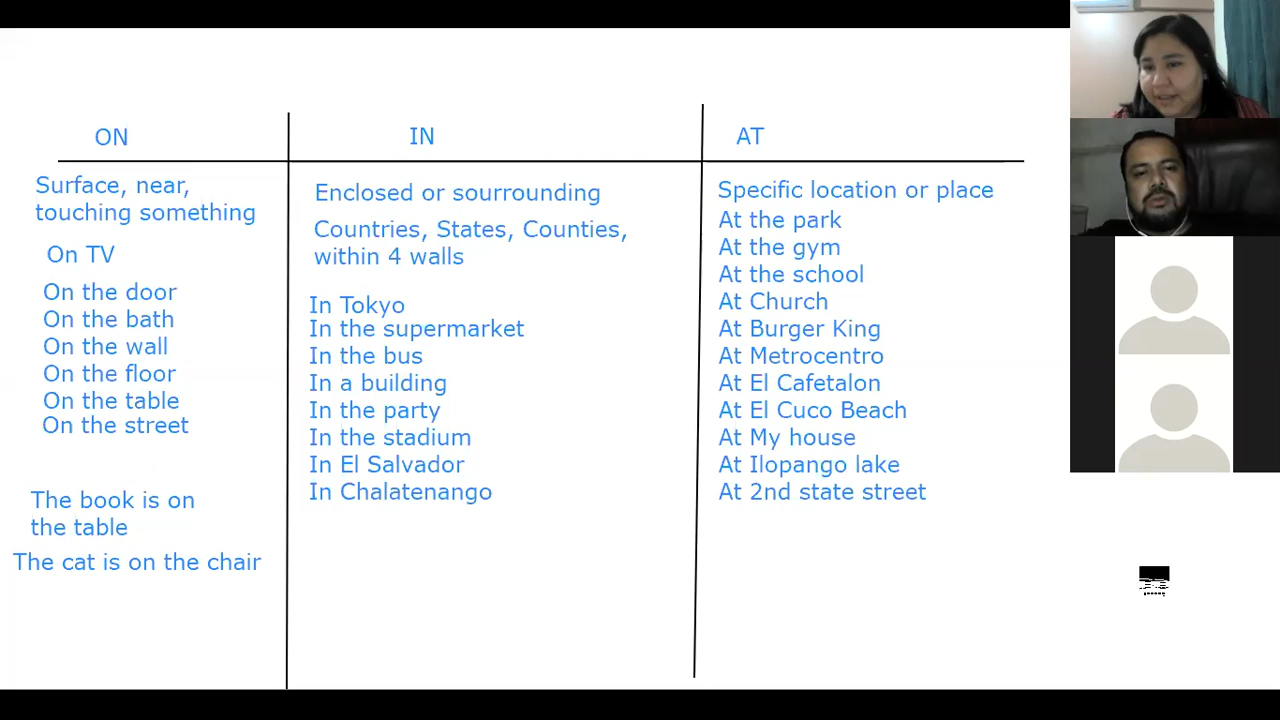 ON
Surface, near,
touching something
On TV
On the door
On the bath
On the wall
On the floor
On the table
On the street
The book is on
the table
The cat is on the chair
IN
Enclosed or sourrounding
Countries, States, Counties,
within 4 walls
In Tokyo
In the supermarket
In the bus
In a building
In the party
In the stadium
In El Salvador
In Chalatenango
AT
Specific location or place
At the park
At the gym
At the school
At Church
At Burger King
At Metrocentro
At El Cafetalon
At El Cuco Beach
At My house
At Ilopango lake
At 2nd state street